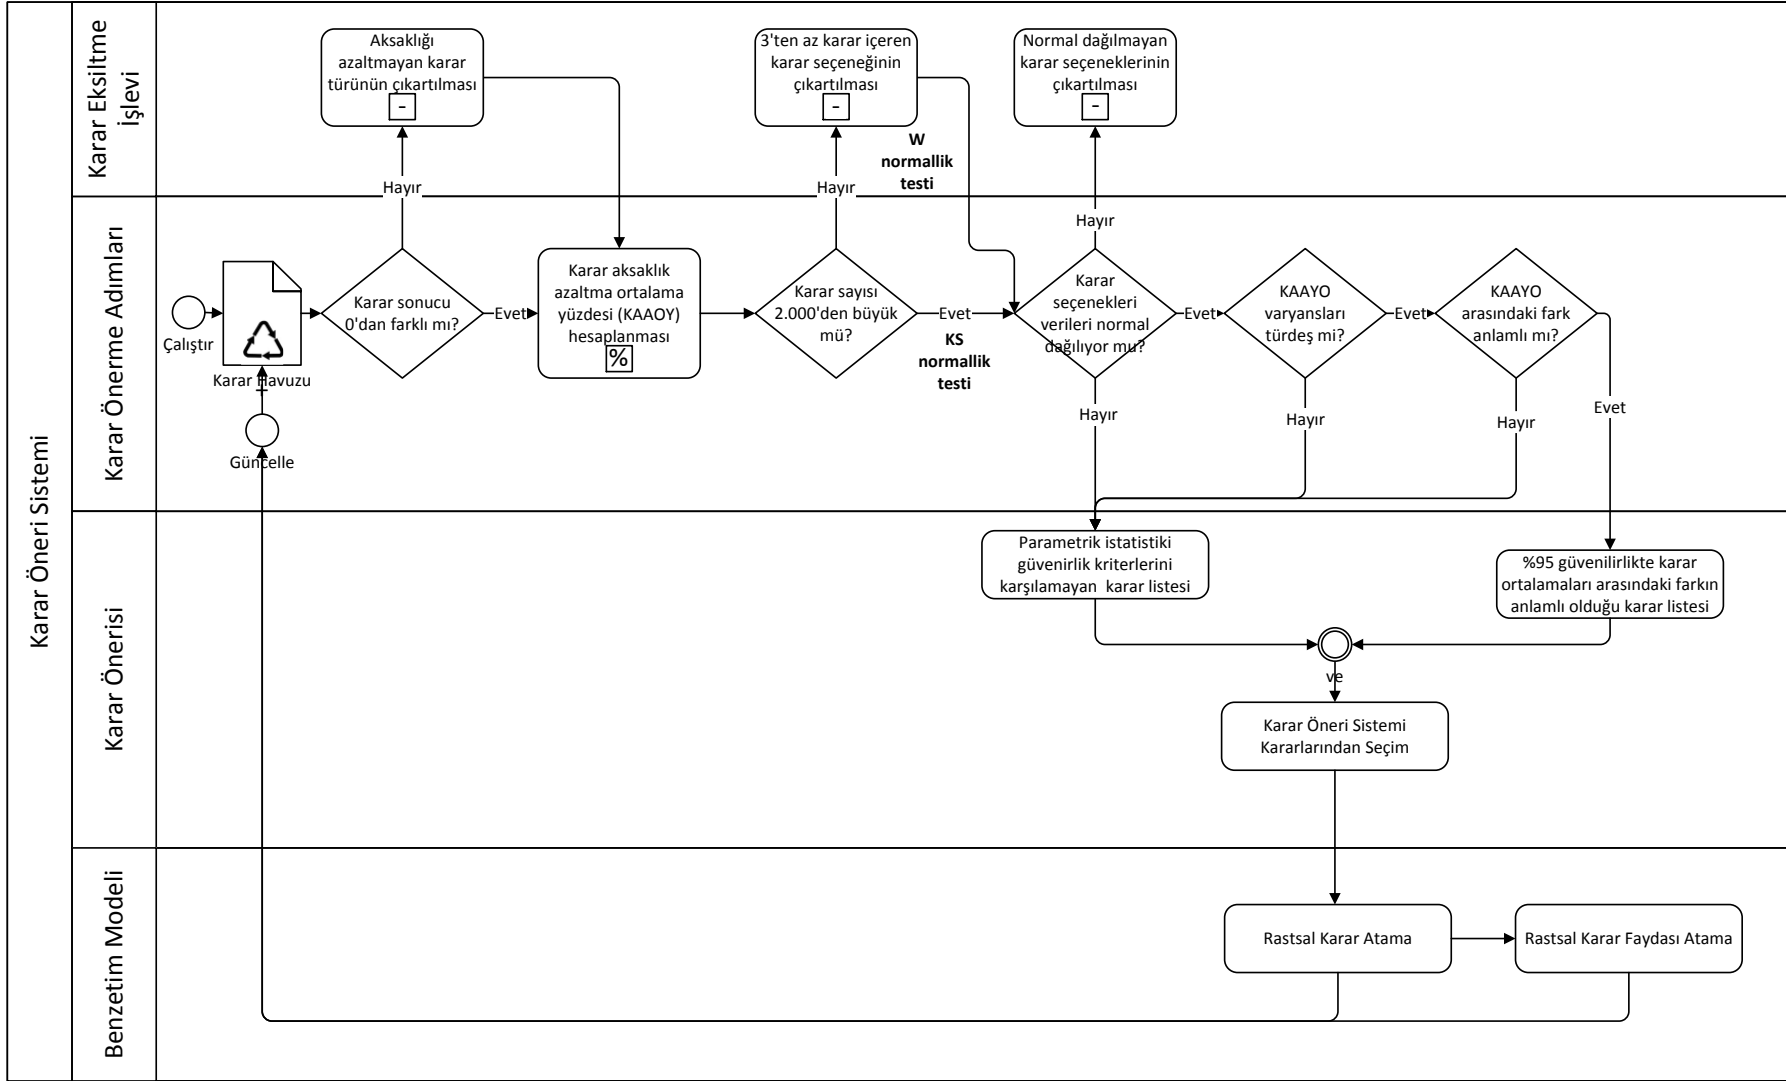 Karar Öneri Sistemi
Karar Eksiltme
İşlevi
Aksaklığı
azaltmayan karar
türünün çıkartılması
-
3'ten az karar içeren
karar seçeneğinin
çıkartılması
-
Normal dağılmayan
karar seçeneklerinin
çıkartılması
-
W
normallik
testi
Hayır
Hayır
Hayır
Karar Önerme Adımları
Çalıştır
Karar Havuzu
Güncelle
Karar sonucu
0'dan farklı mı?
Evet
Karar aksaklık
azaltma ortalama
yüzdesi (KAAOY)
hesaplanması
%
Karar sayısı
2.000'den büyük
mü?
Evet
KS
normallik
testi
Karar
seçenekleri
verileri normal
dağılıyor mu?
Evet
KAAYO
varyansları
türdeş mi?
Evet
KAAYO
arasındaki fark
anlamlı mı?
Hayır
Hayır
Hayır
Evet
Karar Önerisi
Parametrik istatistiki
güvenirlik kriterlerini
karşılamayan karar listesi
%95 güvenilirlikte karar
ortalamaları arasındaki farkın
anlamlı olduğu karar listesi
ve
Karar Öneri Sistemi
Kararlarından Seçim
Benzetim Modeli
Rastsal Karar Atama
Rastsal Karar Faydası Atama